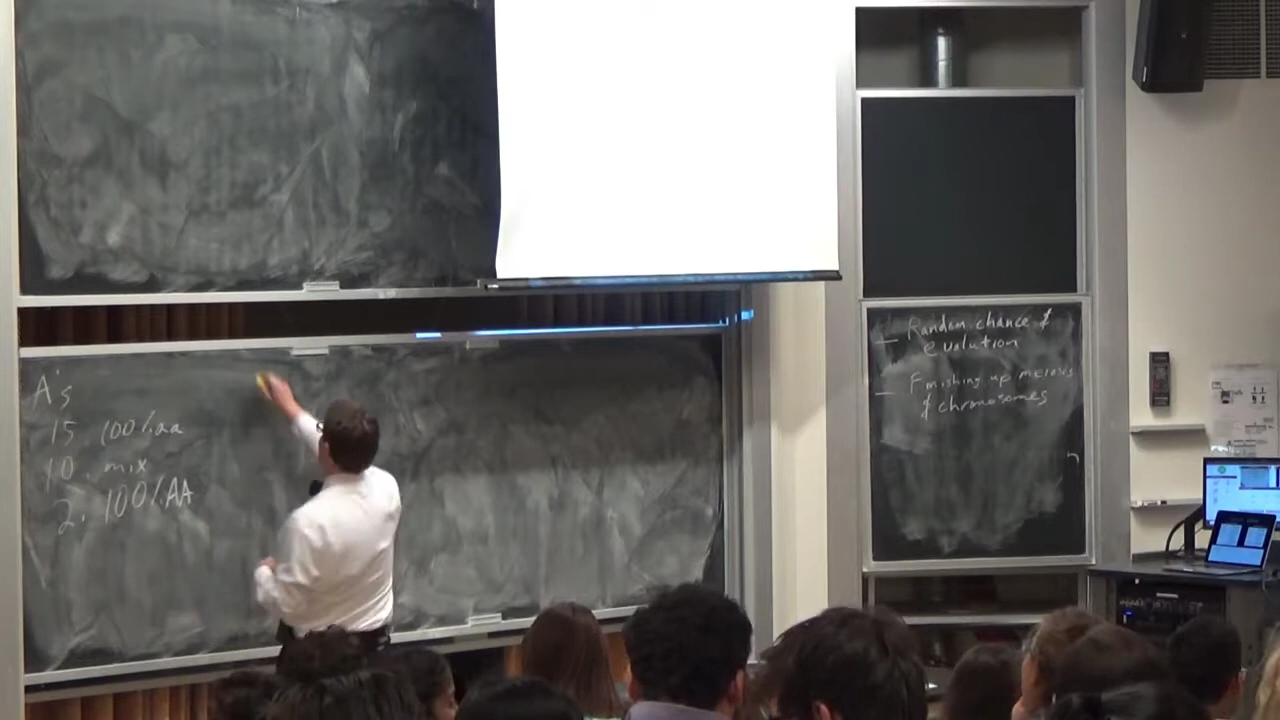 A's
15 100%aa
10. mix
2. 100%AA
— Random chance &
evolution
— Finishing up meiosis
& chromosomes